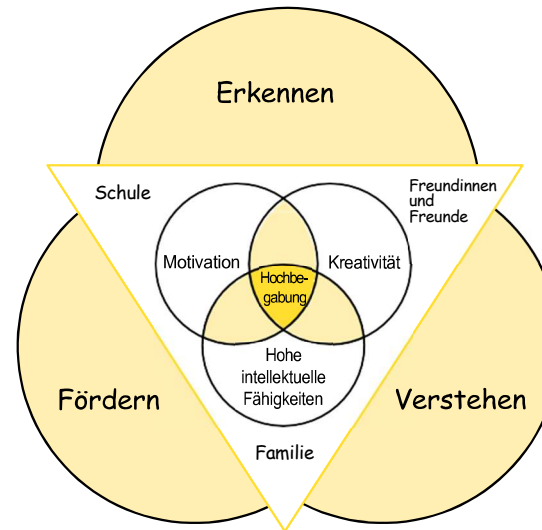 Erkennen
Schule
Freundinnen
und
Freunde
Motivation
Kreativität
Hochbe-
gabung
Hohe
intellektuelle
Fähigkeiten
Fördern
Verstehen
Familie